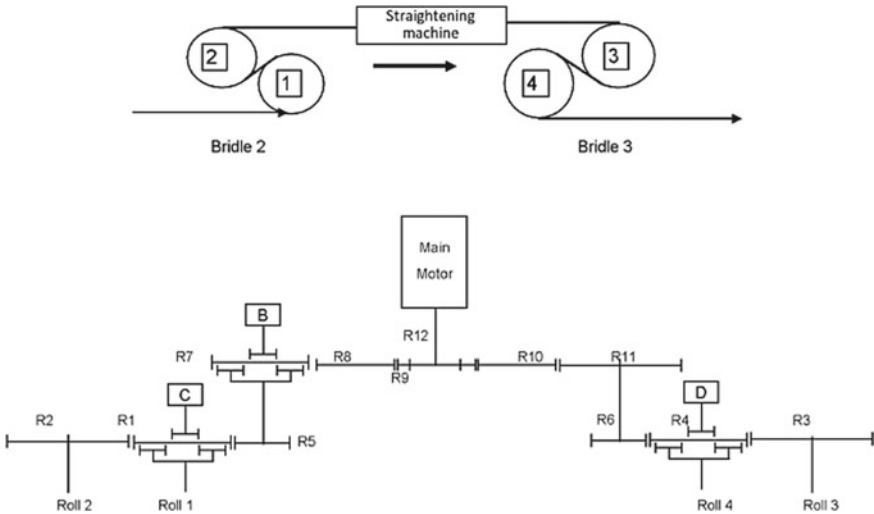 Straightening
machine
2
1
3
4
Bridle 2
Bridle 3
Main
Motor
B
R12
R7
R8
R9
R10
R11
C
D
R2
R1
R5
R6
R4
R3
Roll 2
Roll 1
Roll 4
Roll 3